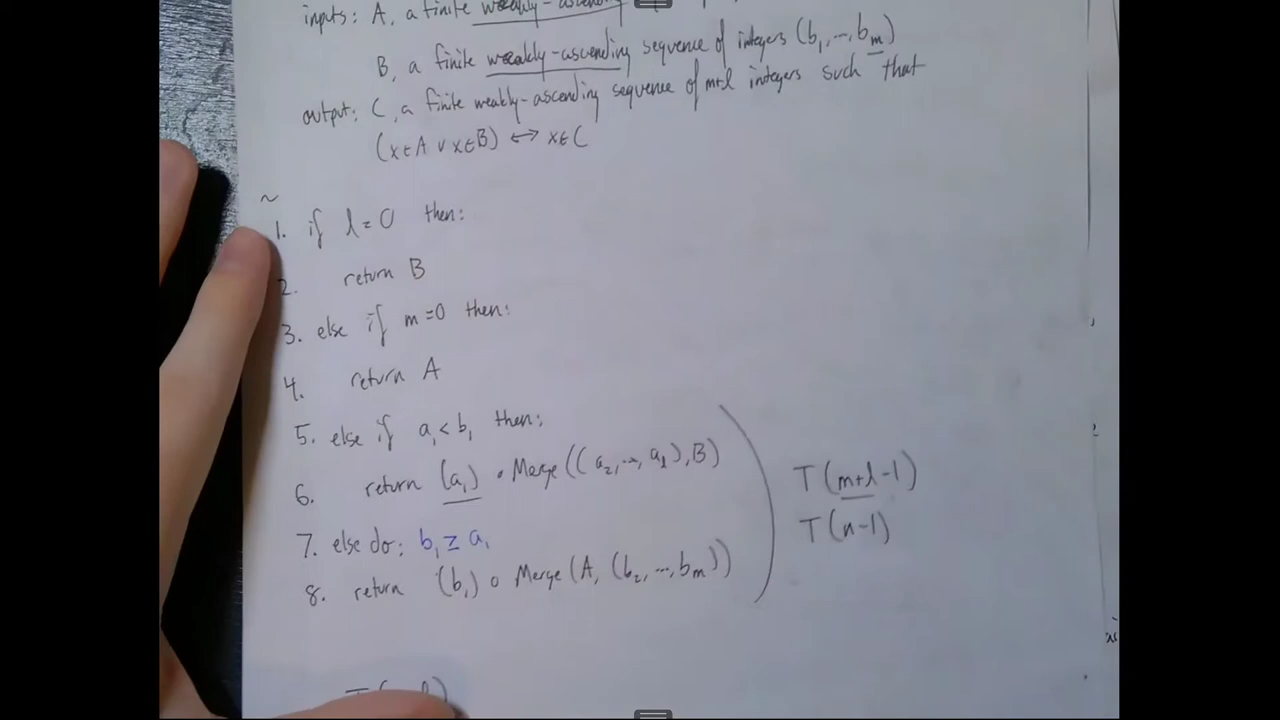 inputs: A, a finite weakly-ascending
B, a finite weakly-ascending sequence of integers (b₁, ..., bₘ)
output: C, a finite weakly-ascending sequence of m+l integers such that
(x∈A ∨ x∈B) ↔ x∈C
~
1. if l = 0 then:
2. return B
3. else if m=0 then:
4. return A
5. else if a₁ < b₁ then:
6. return (a₁) ∘ Merge((a₂, ..., aₗ), B)
7. else do: b₁ ≥ a₁
8. return (b₁) ∘ Merge(A, (b₂, ..., bₘ))
T(m+l-1)
T(n-1)